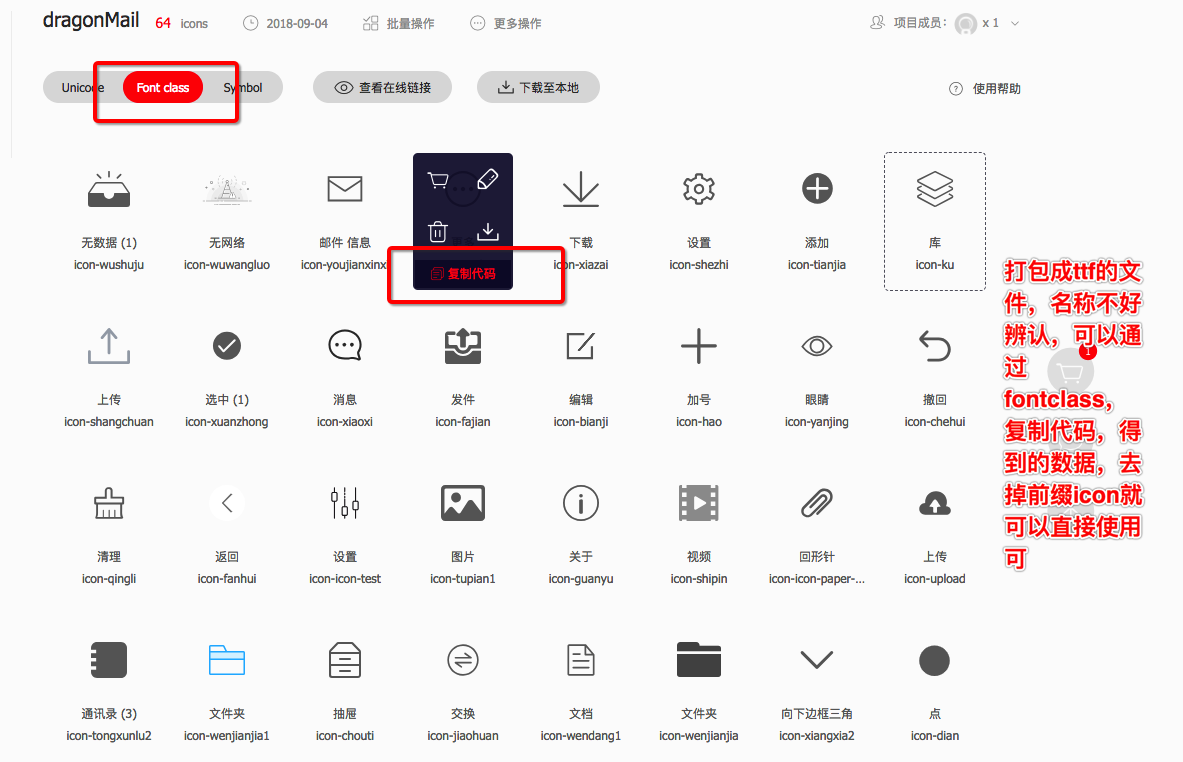 dragonMail 64 icons 2018-09-04 批量操作 更多操作 项目成员: x 1
Unicode Font class Symbol 查看在线链接 下载至本地 使用帮助
无数据 (1) 无网络 邮件 信息 下载 设置 添加 库
icon-wushuju icon-wuwangluo icon-youjianxinx icon-xiazai icon-shezhi icon-tianjia icon-ku
复制代码
上传 选中 (1) 消息 发件 编辑 加号 眼睛 撤回
icon-shangchuan icon-xuanzhong icon-xiaoxi icon-fajian icon-bianji icon-hao icon-yanjing icon-chehui
清理 返回 设置 图片 关于 视频 回形针 上传
icon-qingli icon-fanhui icon-icon-test icon-tupian1 icon-guanyu icon-shipin icon-icon-paper-... icon-upload
通讯录 (3) 文件夹 抽屉 交换 文档 文件夹 向下边框三角 点
icon-tongxunlu2 icon-wenjianjia1 icon-chouti icon-jiaohuan icon-wendang1 icon-wenjianjia icon-xiangxia2 icon-dian
打包成ttf的文
件，名称不好
辨认，可以通
过
1
fontclass，
复制代码，得
到的数据，去
掉前缀icon就
可以直接使用
可